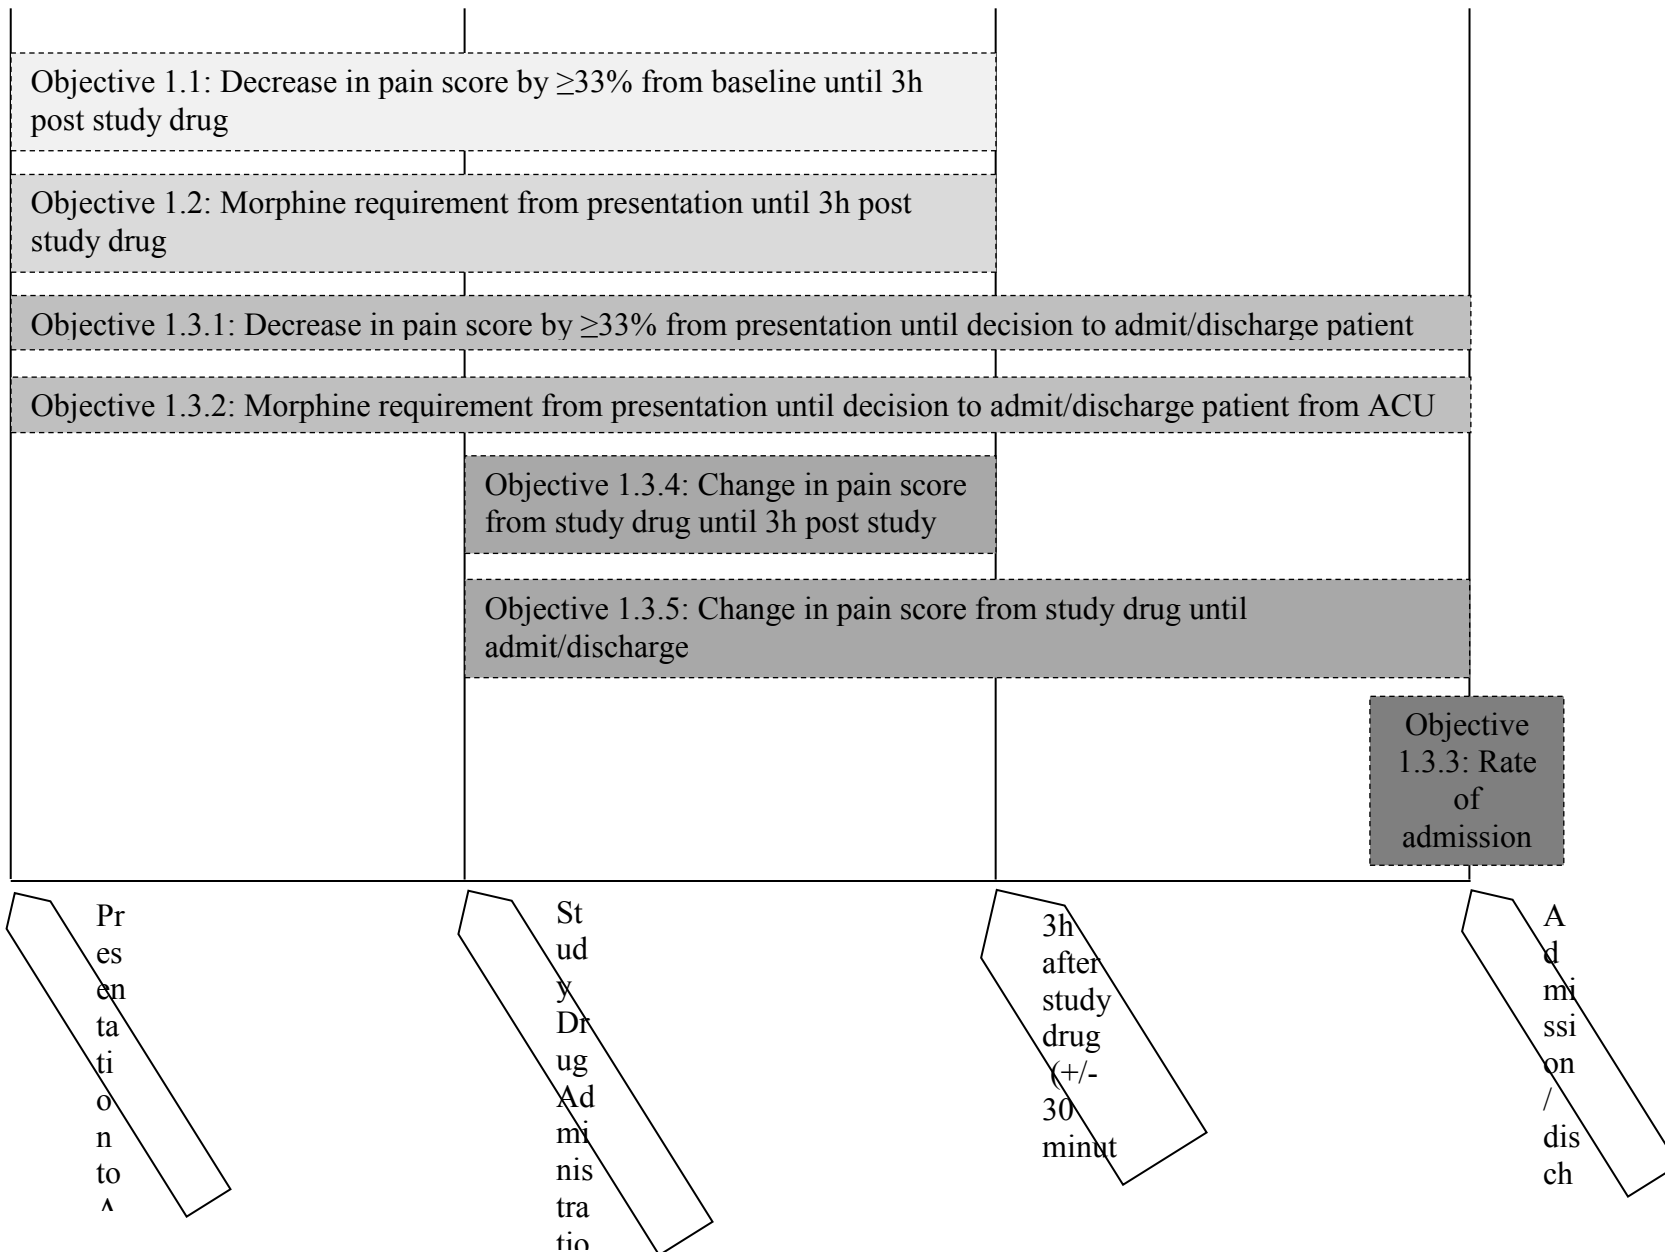 Objective 1.1: Decrease in pain score by ≥33% from baseline until 3h
post study drug
Objective 1.2: Morphine requirement from presentation until 3h post
study drug
Objective 1.3.1: Decrease in pain score by ≥33% from presentation until decision to admit/discharge patient
Objective 1.3.2: Morphine requirement from presentation until decision to admit/discharge patient from ACU
Objective 1.3.4: Change in pain score
from study drug until 3h post study
Objective 1.3.5: Change in pain score from study drug until
admit/discharge
Objective
1.3.3: Rate
of
admission
Pr
es
en
ta
ti
o
n
to
A
St
ud
y
Dr
ug
Ad
mi
nis
tra
tio
3h
after
study
drug
(+/-
30
minut
A
d
mi
ssi
on
/
dis
ch